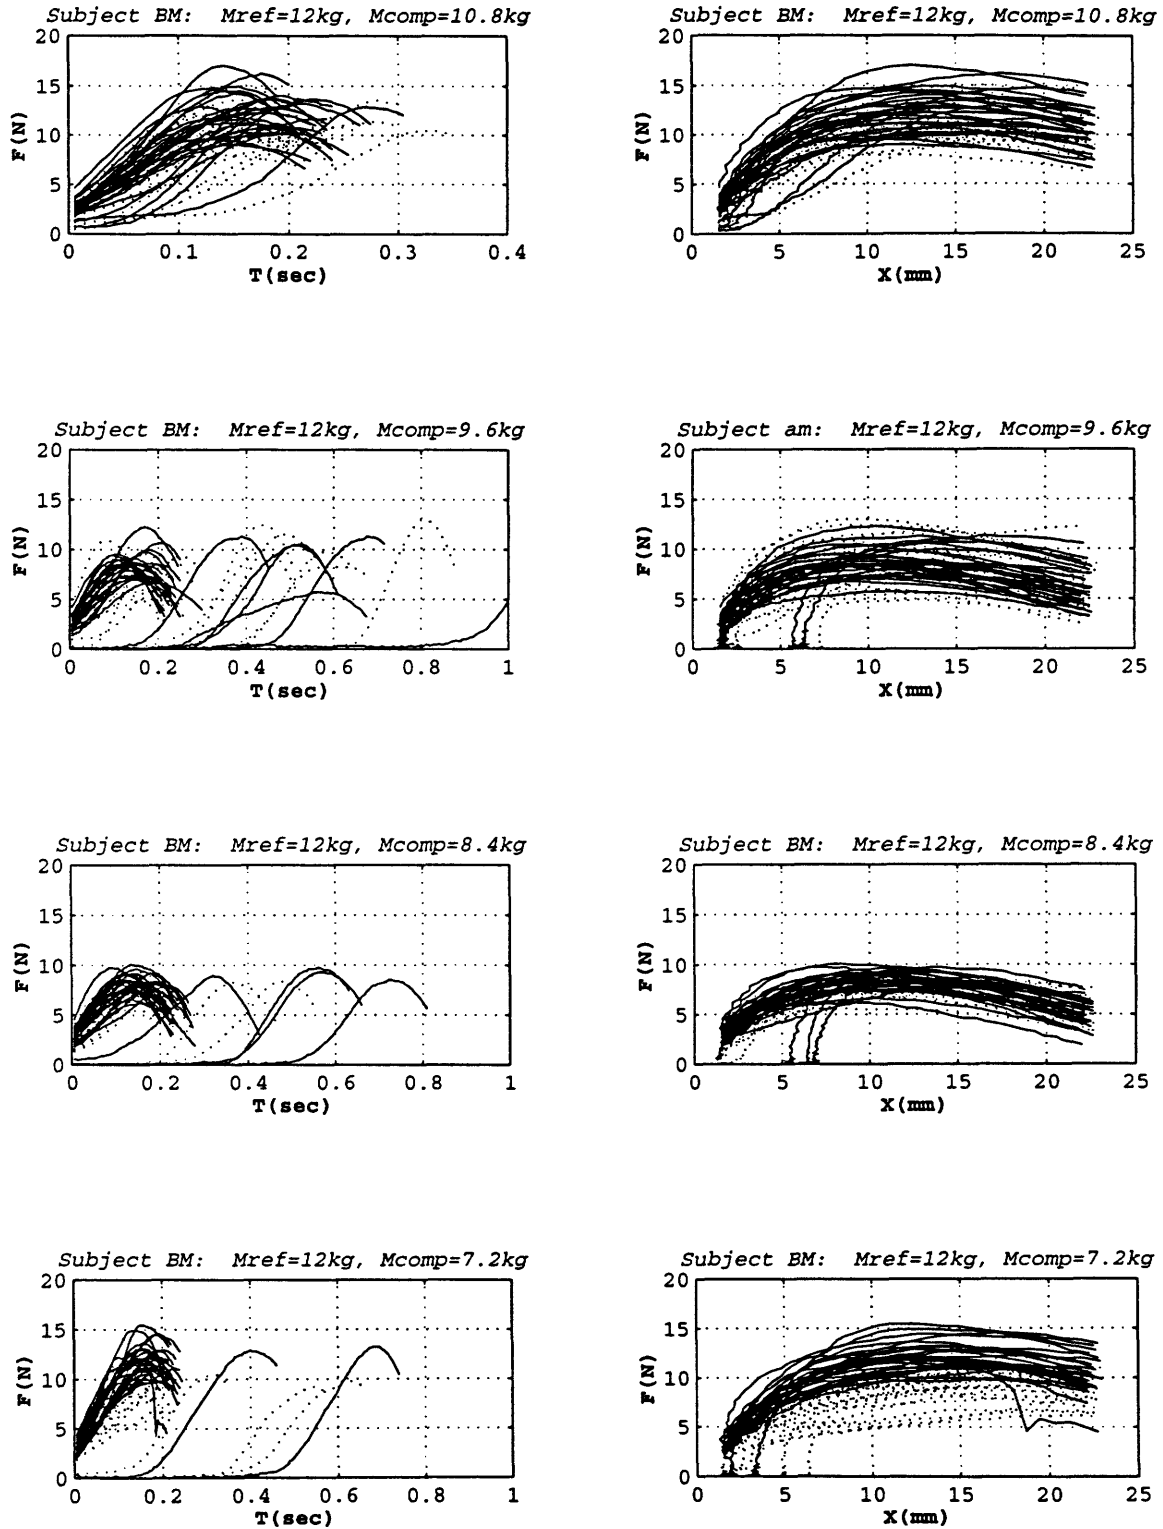 Subject BM: Mref=12kg, Mcomp=10.8kg
20
15
10
5
0
F(N)
0 0.1 0.2 0.3 0.4
T(sec)
Subject BM: Mref=12kg, Mcomp=10.8kg
20
15
10
5
0
F(N)
0 5 10 15 20 25
X(mm)
Subject BM: Mref=12kg, Mcomp=9.6kg
20
15
10
5
0
F(N)
0 0.2 0.4 0.6 0.8 1
T(sec)
Subject am: Mref=12kg, Mcomp=9.6kg
20
15
10
5
0
F(N)
0 5 10 15 20 25
X(mm)
Subject BM: Mref=12kg, Mcomp=8.4kg
20
15
10
5
0
F(N)
0 0.2 0.4 0.6 0.8 1
T(sec)
Subject BM: Mref=12kg, Mcomp=8.4kg
20
15
10
5
0
F(N)
0 5 10 15 20 25
X(mm)
Subject BM: Mref=12kg, Mcomp=7.2kg
20
15
10
5
0
F(N)
0 0.2 0.4 0.6 0.8 1
T(sec)
Subject BM: Mref=12kg, Mcomp=7.2kg
20
15
10
5
0
F(N)
0 5 10 15 20 25
X(mm)